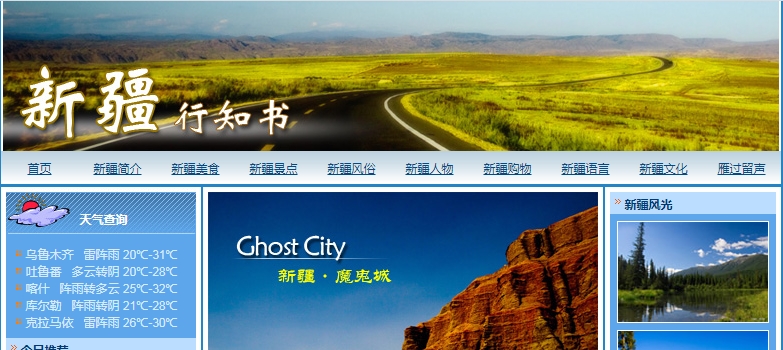 新疆行知书
首页 新疆简介 新疆美食 新疆景点 新疆风俗 新疆人物 新疆购物 新疆语言 新疆文化 雁过留声
天气查询
乌鲁木齐 雷阵雨 20℃-31℃
吐鲁番 多云转阴 20℃-28℃
喀什 阵雨转多云 25℃-32℃
库尔勒 阵雨转阴 21℃-28℃
克拉马依 雷阵雨 26℃-30℃
Ghost City
新疆·魔鬼城
新疆风光